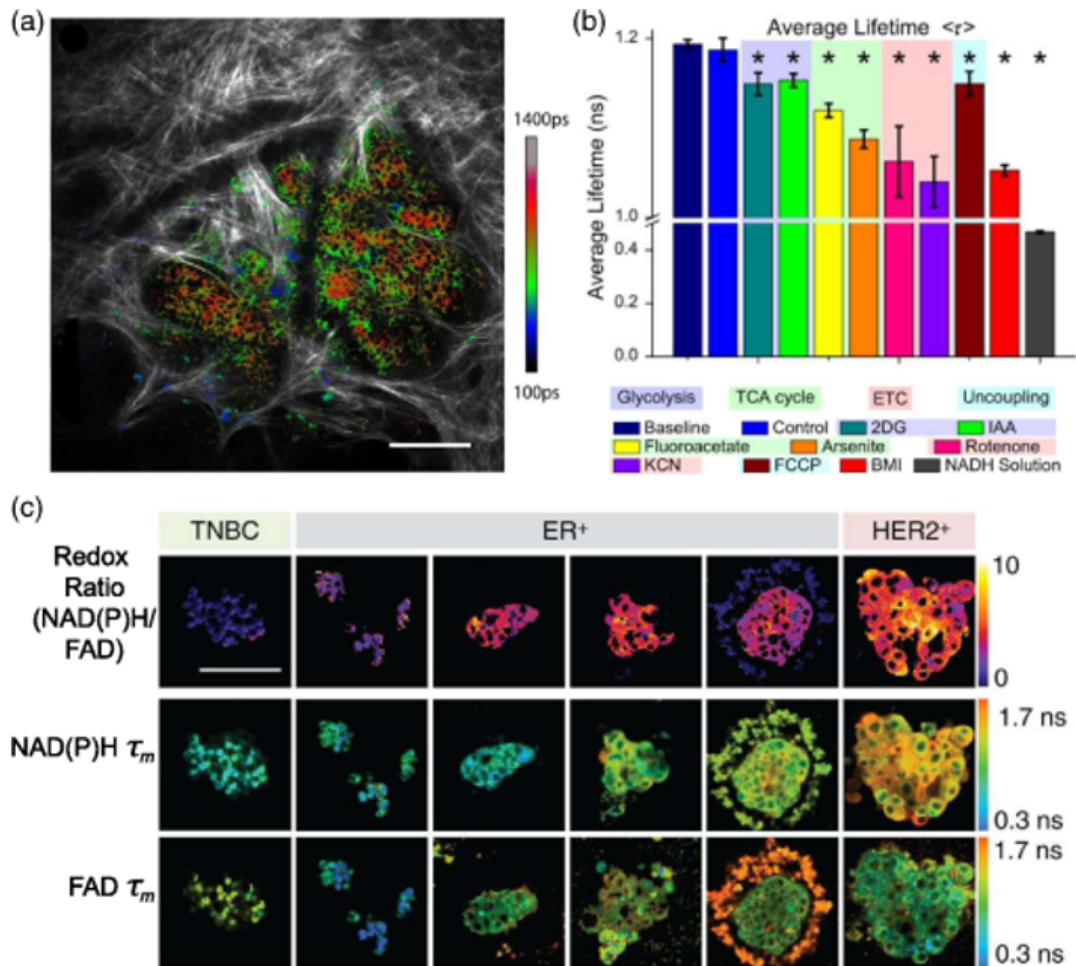 (a)
1400ps
100ps
(b)
Average Lifetime <τ>
1.2
* * * * * * * * *
1.0
0.4
0.2
0.0
Average Lifetime (ns)
Glycolysis TCA cycle ETC Uncoupling
Baseline Control 2DG IAA
Fluoroacetate Arsenite Rotenone
KCN FCCP BMI NADH Solution
(c)
TNBC ER+ HER2+
Redox
Ratio
(NAD(P)H/
FAD)
10
0
NAD(P)H τm
1.7 ns
0.3 ns
FAD τm
1.7 ns
0.3 ns